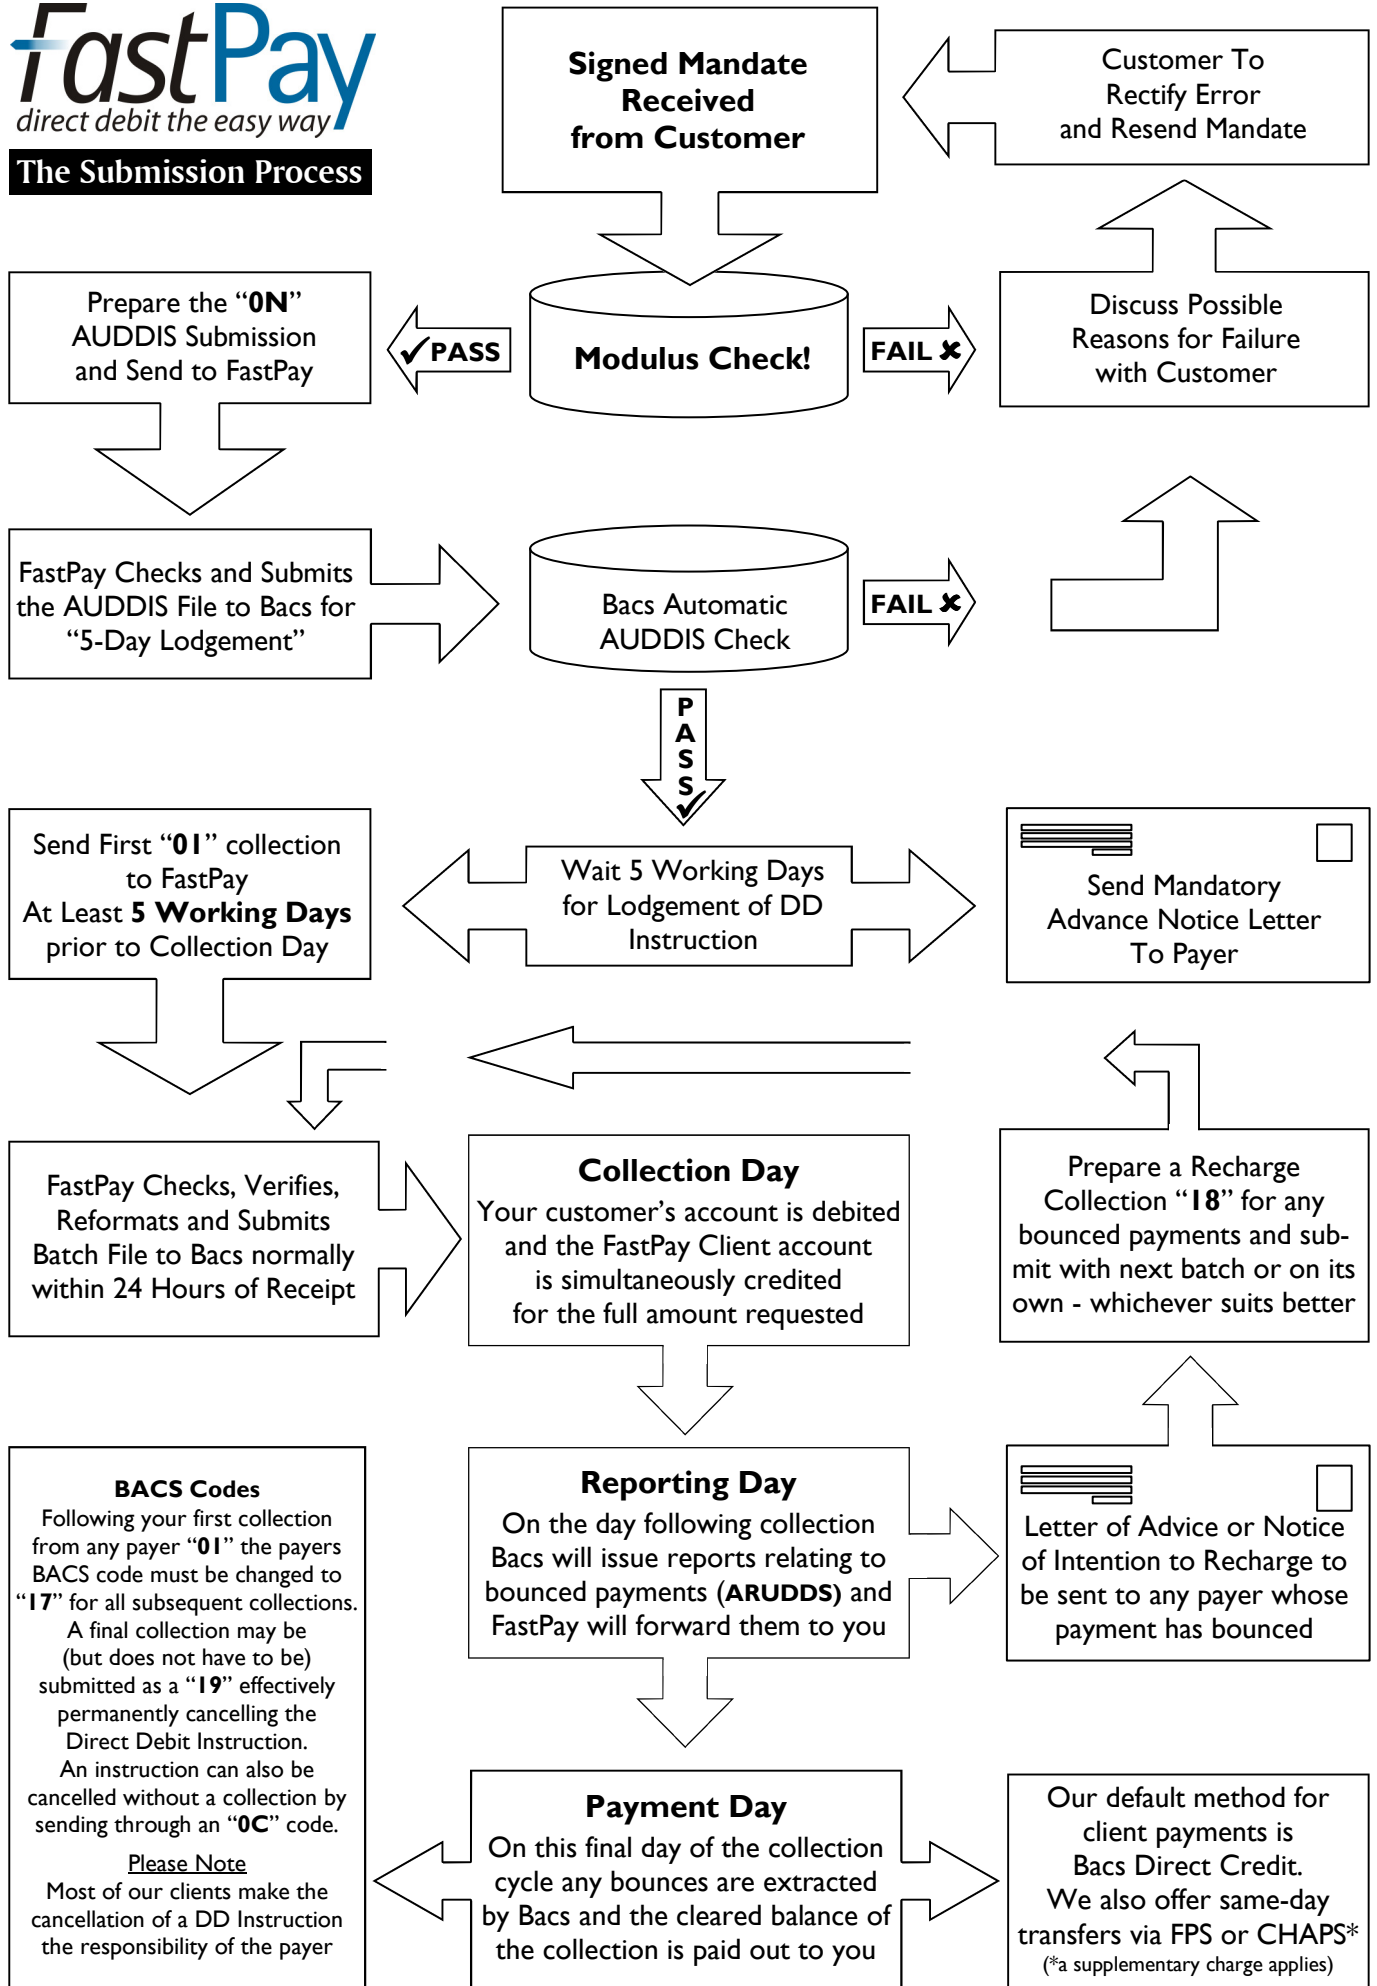 FastPay
direct debit the easy way
The Submission Process
Signed Mandate
Received
from Customer
Customer To
Rectify Error
and Resend Mandate
Prepare the “0N”
AUDDIS Submission
and Send to FastPay
✓PASS
Modulus Check!
FAIL ✘
Discuss Possible
Reasons for Failure
with Customer
FastPay Checks and Submits
the AUDDIS File to Bacs for
“5-Day Lodgement”
Bacs Automatic
AUDDIS Check
FAIL ✘
P
A
S
S
✓
Send First “01” collection
to FastPay
At Least 5 Working Days
prior to Collection Day
Wait 5 Working Days
for Lodgement of DD
Instruction
Send Mandatory
Advance Notice Letter
To Payer
FastPay Checks, Verifies,
Reformats and Submits
Batch File to Bacs normally
within 24 Hours of Receipt
Collection Day
Your customer’s account is debited
and the FastPay Client account
is simultaneously credited
for the full amount requested
Prepare a Recharge
Collection “18” for any
bounced payments and sub-
mit with next batch or on its
own - whichever suits better
BACS Codes
Following your first collection
from any payer “01” the payers
BACS code must be changed to
“17” for all subsequent collections.
A final collection may be
(but does not have to be)
submitted as a “19” effectively
permanently cancelling the
Direct Debit Instruction.
An instruction can also be
cancelled without a collection by
sending through an “0C” code.
Please Note
Most of our clients make the
cancellation of a DD Instruction
the responsibility of the payer
Reporting Day
On the day following collection
Bacs will issue reports relating to
bounced payments (ARUDDS) and
FastPay will forward them to you
Letter of Advice or Notice
of Intention to Recharge to
be sent to any payer whose
payment has bounced
Payment Day
On this final day of the collection
cycle any bounces are extracted
by Bacs and the cleared balance of
the collection is paid out to you
Our default method for
client payments is
Bacs Direct Credit.
We also offer same-day
transfers via FPS or CHAPS*
(*a supplementary charge applies)